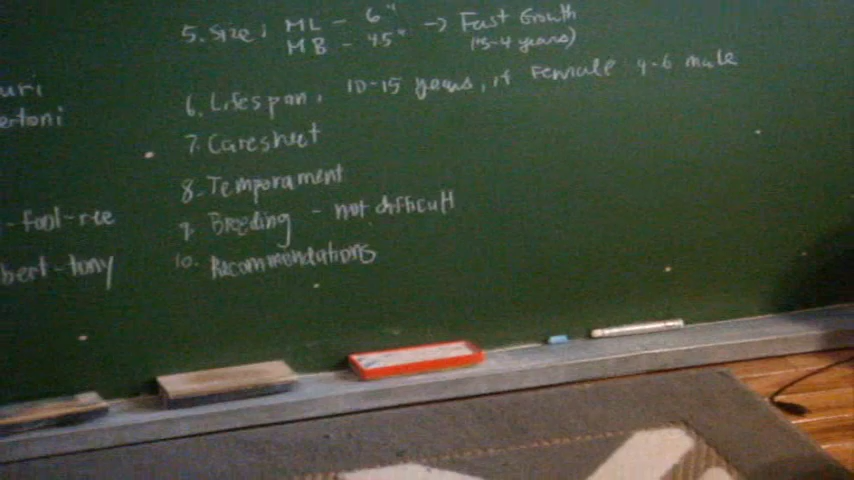 5. Size: ML - 6" -> Fast Growth
MB - 45" (3-4 years)
uri
ertoni
6. Lifespan: 10-15 years, if Female 4-6 male
7. Caresheet
8. Temporament
-fool-ree
9. Breeding - not difficult
bert-tony
10. Recommendations